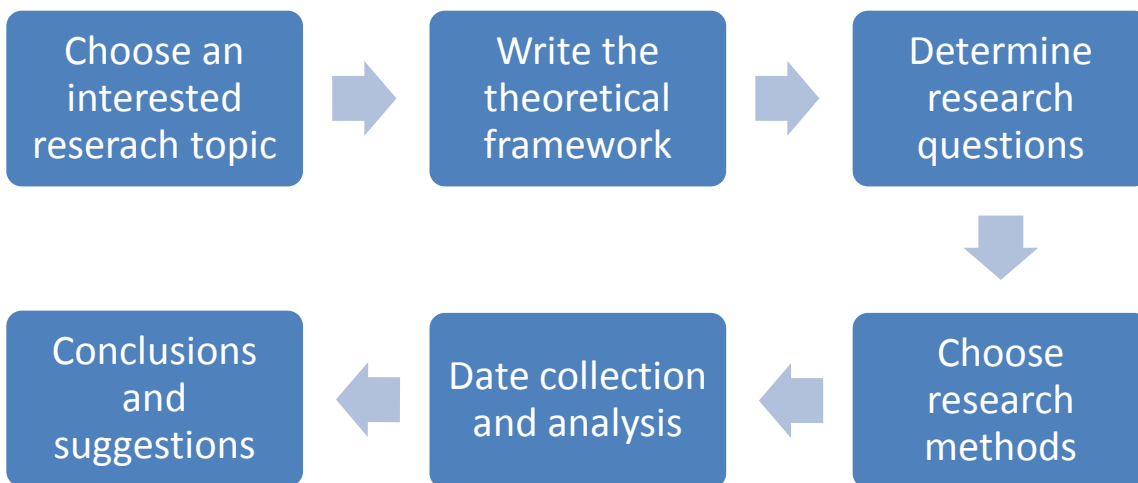 Choose an
interested
reserach topic
Write the
theoretical
framework
Determine
research
questions
Choose
research
methods
Date collection
and analysis
Conclusions
and
suggestions